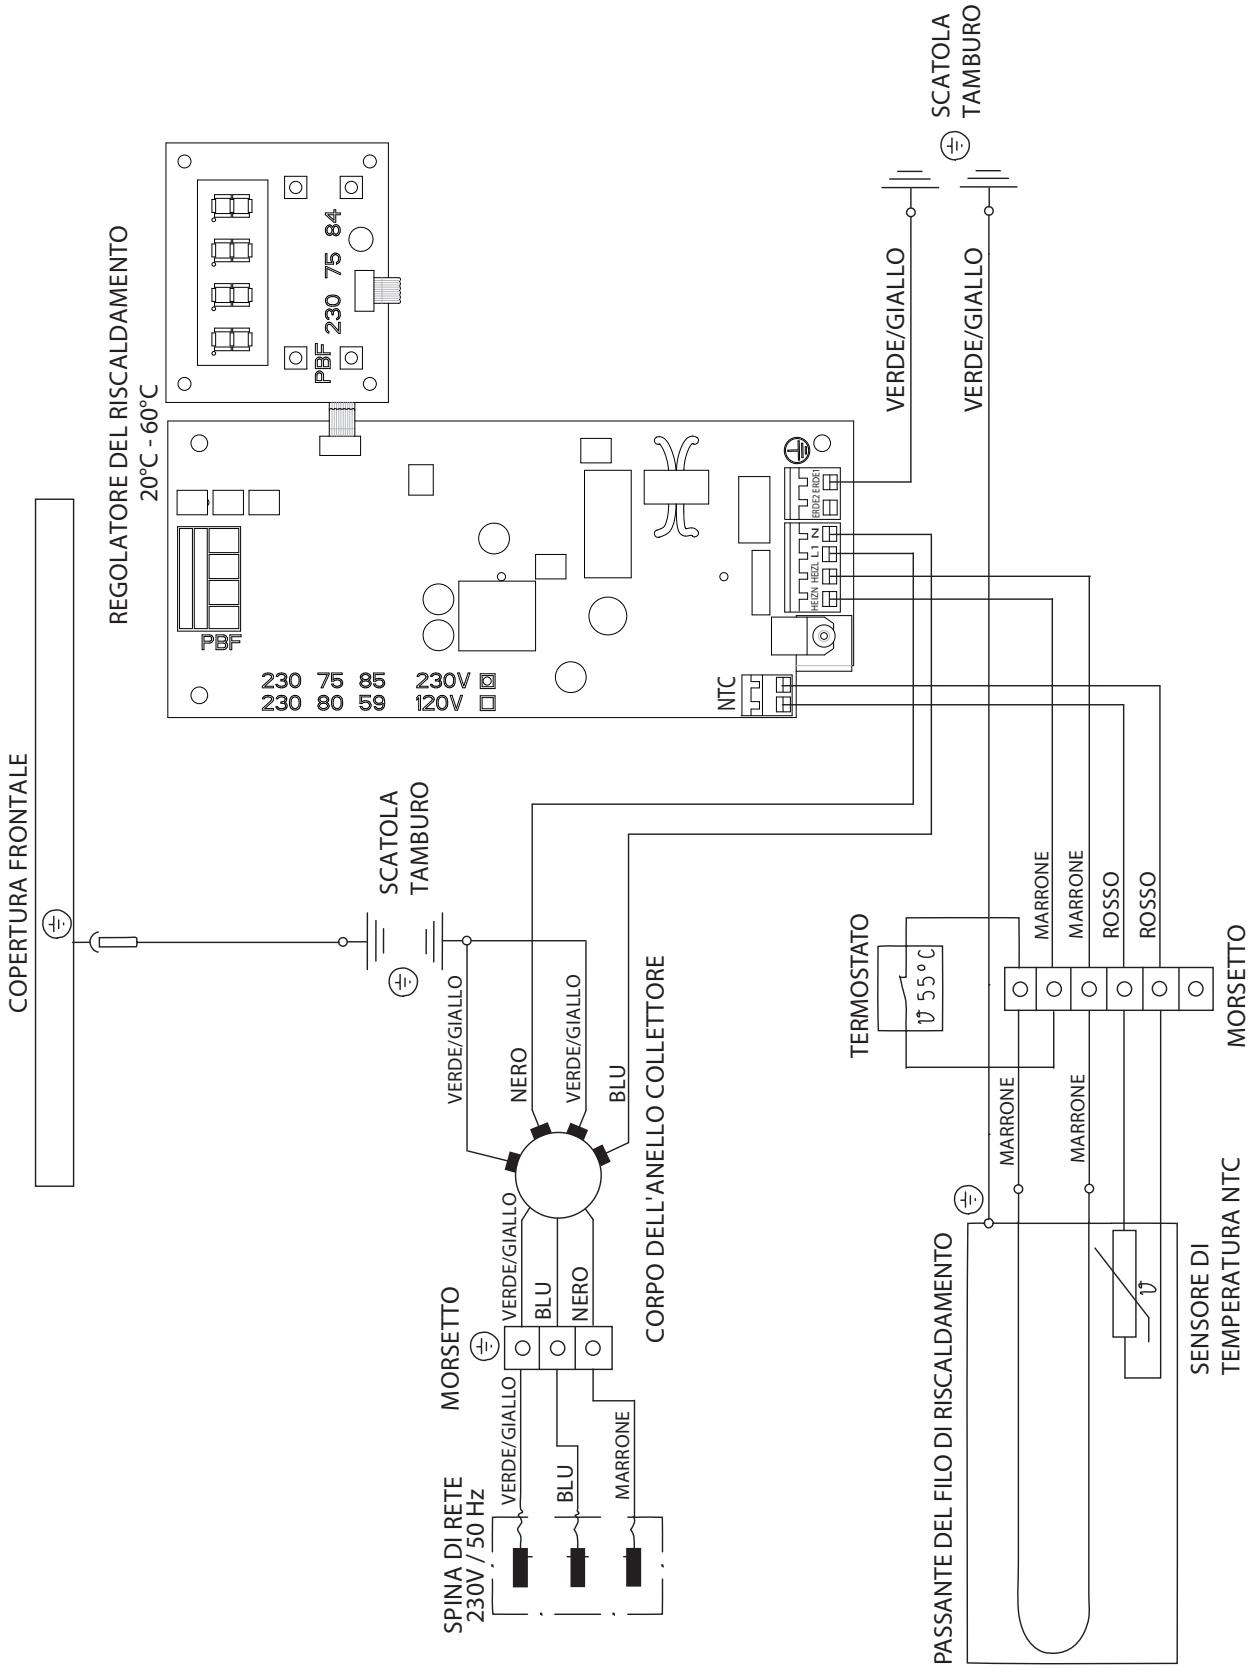 COPERTURA FRONTALE
REGOLATORE DEL RISCALDAMENTO
20°C - 60°C
PBF 230 75 84
PBF
230 75 85 230V
230 80 59 120V
NTC
HEIZN HEIZL L1 N
ERDE2 ERDE1
SCATOLA
TAMBURO
VERDE/GIALLO
VERDE/GIALLO
SCATOLA
TAMBURO
VERDE/GIALLO
NERO
VERDE/GIALLO
BLU
CORPO DELL'ANELLO COLLETTORE
MORSETTO
VERDE/GIALLO
BLU
NERO
SPINA DI RETE
230V / 50 Hz
VERDE/GIALLO
BLU
MARRONE
TERMOSTATO
ϑ 55°C
MARRONE
MARRONE
ROSSO
ROSSO
MORSETTO
MARRONE
MARRONE
PASSANTE DEL FILO DI RISCALDAMENTO
ϑ
SENSORE DI
TEMPERATURA NTC